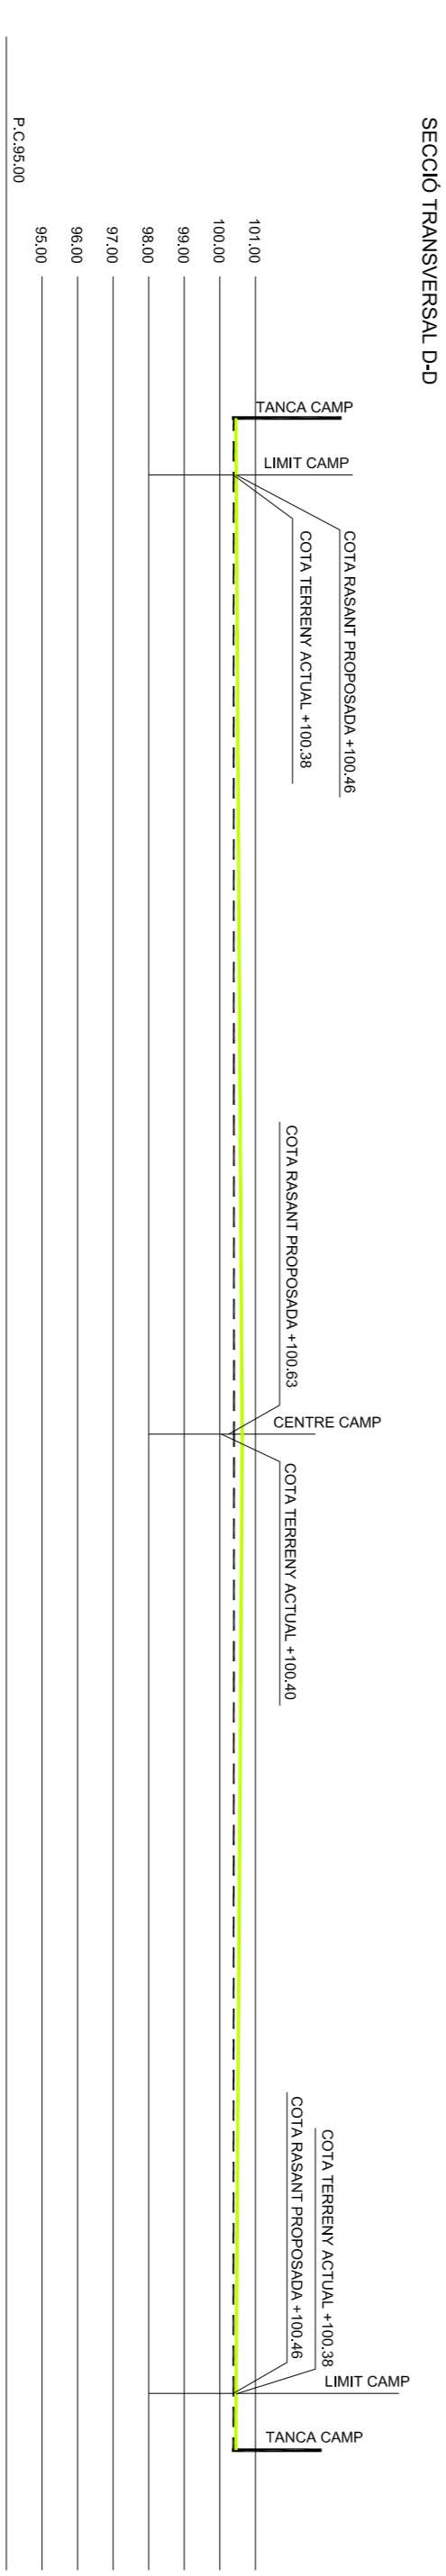 SECCIÓ TRANSVERSAL D-D
TANCA CAMP
LIMIT CAMP
COTA RASANT PROPOSADA +100.46
COTA TERRENY ACTUAL +100.38
COTA RASANT PROPOSADA +100.63
CENTRE CAMP
COTA TERRENY ACTUAL +100.40
COTA TERRENY ACTUAL +100.38
COTA RASANT PROPOSADA +100.46
LIMIT CAMP
TANCA CAMP
101.00
100.00
99.00
98.00
97.00
96.00
95.00
P.C.95.00